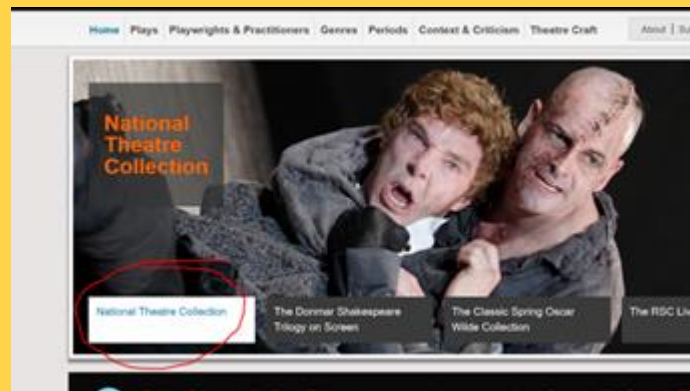 Home Plays Playwrights & Practitioners Genres Periods Context & Criticism Theatre Craft About |
National
Theatre
Collection
National Theatre Collection
The Donmar Shakespeare
Trilogy on Screen
The Classic Spring Oscar
Wilde Collection
The RSC